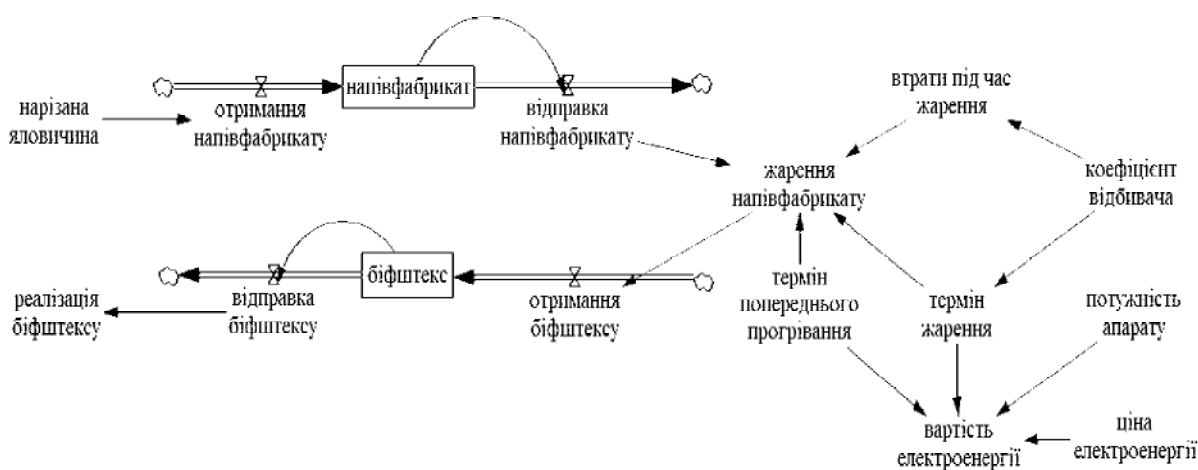 напівфабрикат
нарізана
яловичина
отримання
напівфабрикату
відправка
напівфабрикату
втрати під час
жарення
жарення
напівфабрикату
коефіцієнт
відбивача
біфштекс
реалізація
біфштексу
відправка
біфштексу
отримання
біфштексу
термін
попереднього
прогрівання
термін
жарення
потужність
апарату
вартість
електроенергії
ціна
електроенергії